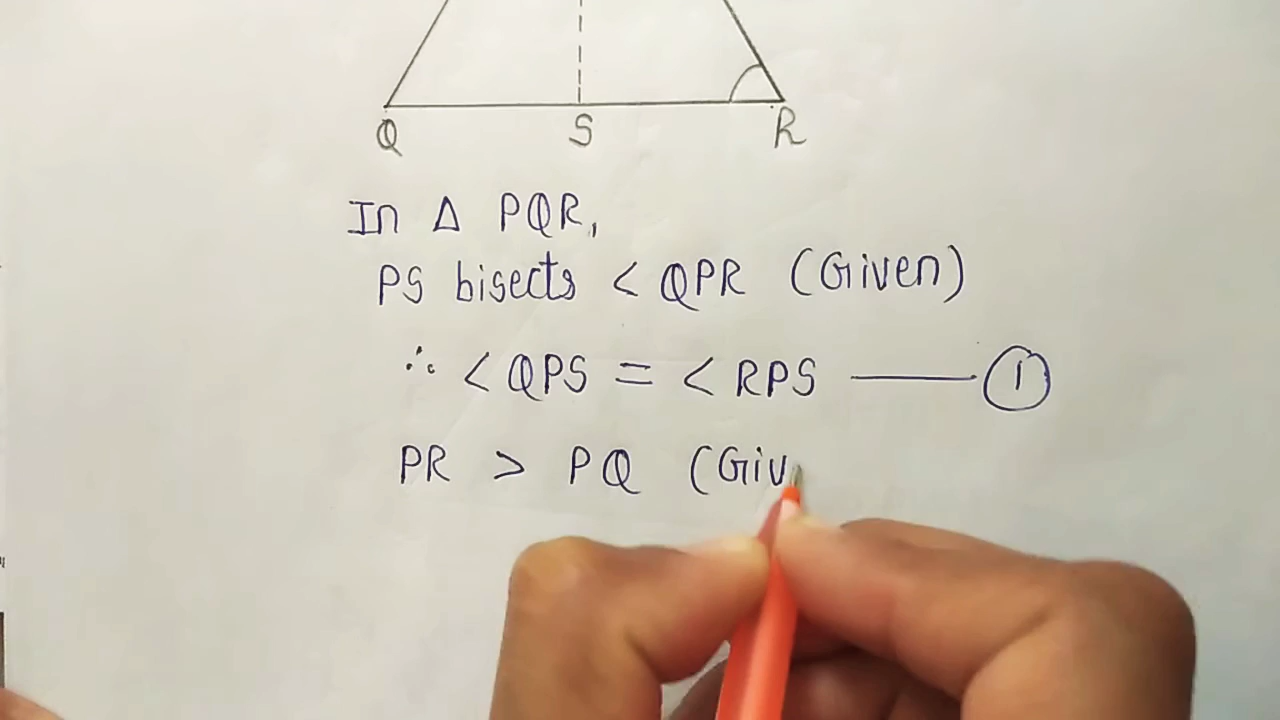 Q S R
In Δ PQR,
PS bisects < QPR (Given)
∴ < QPS = < RPS —— ①
PR > PQ (Giv